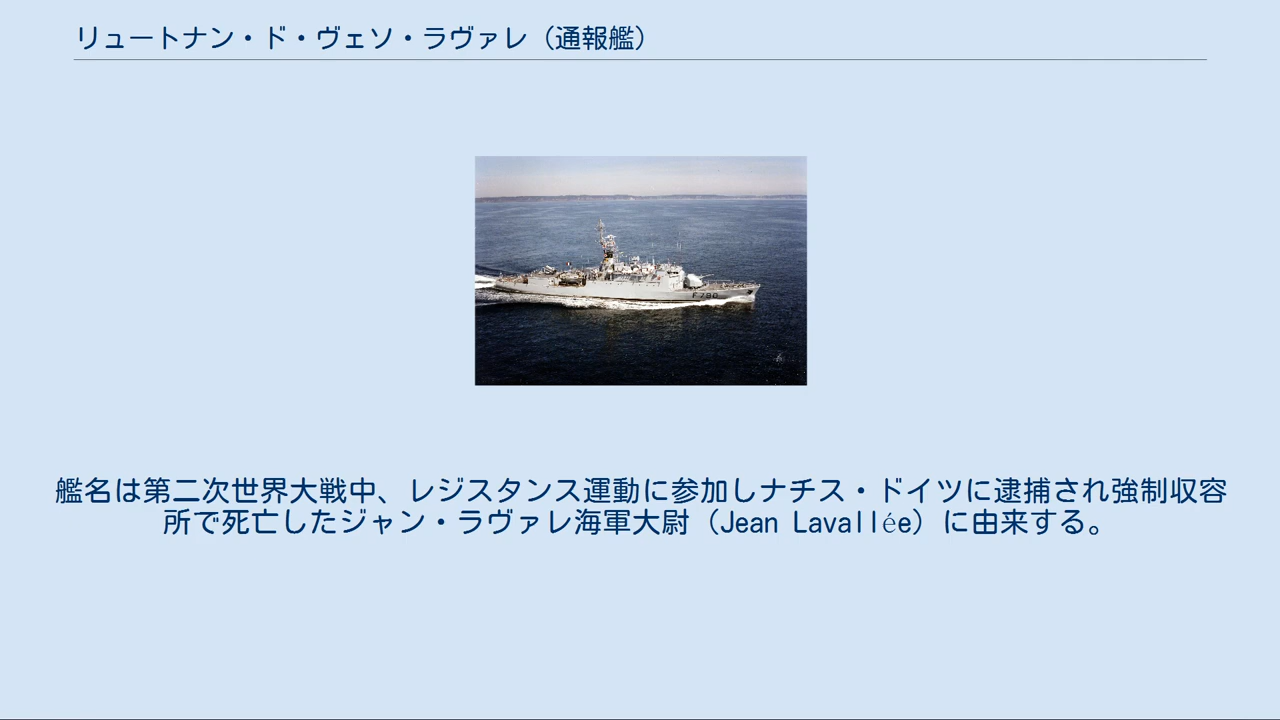 リュートナン・ド・ヴェソ・ラヴァレ（通報艦）
F 790
艦名は第二次世界大戦中、レジスタンス運動に参加しナチス・ドイツに逮捕され強制収容
所で死亡したジャン・ラヴァレ海軍大尉（Jean Lavallée）に由来する。